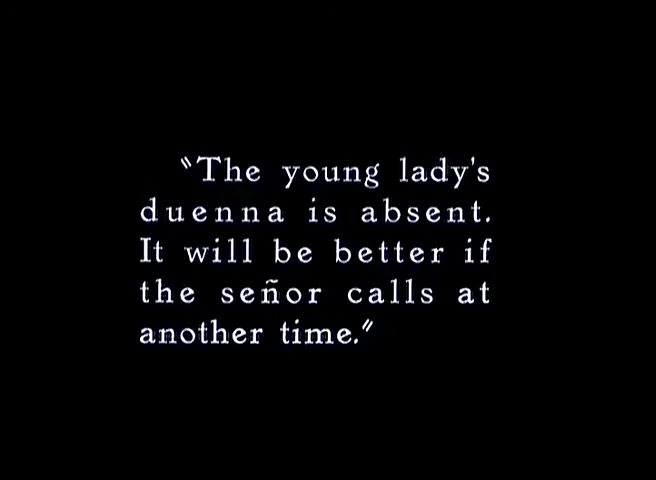 "The young lady's
duenna is absent.
It will be better if
the señor calls at
another time."